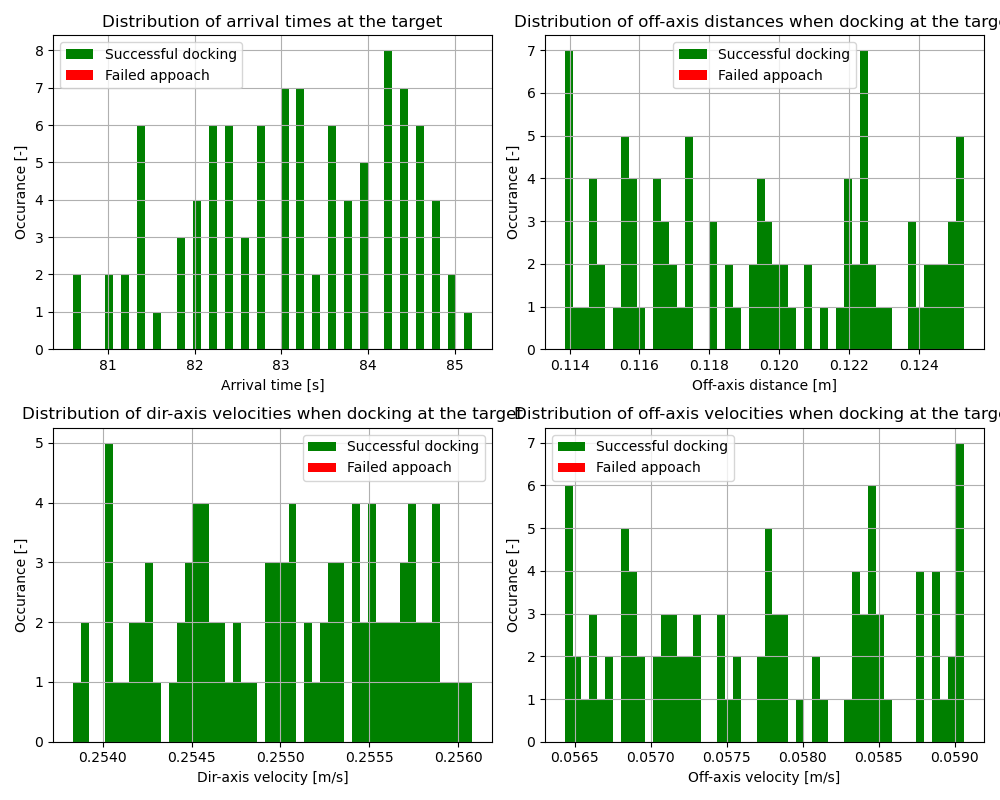 Distribution of arrival times at the target
8
7
6
5
4
3
2
1
0
Occurance [-]
Successful docking
Failed appoach
81 82 83 84 85
Arrival time [s]
Distribution of off-axis distances when docking at the targe
7
6
5
4
3
2
1
0
Occurance [-]
Successful docking
Failed appoach
0.114 0.116 0.118 0.120 0.122 0.124
Off-axis distance [m]
Distribution of dir-axis velocities when docking at the target
5
4
3
2
1
0
Occurance [-]
Successful docking
Failed appoach
0.2540 0.2545 0.2550 0.2555 0.2560
Dir-axis velocity [m/s]
Distribution of off-axis velocities when docking at the targe
7
6
5
4
3
2
1
0
Occurance [-]
Successful docking
Failed appoach
0.0565 0.0570 0.0575 0.0580 0.0585 0.0590
Off-axis velocity [m/s]